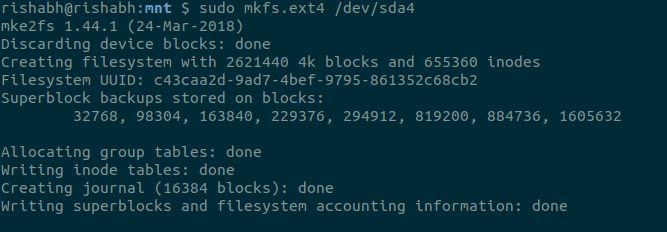 rishabh@rishabh:mnt $ sudo mkfs.ext4 /dev/sda4
mke2fs 1.44.1 (24-Mar-2018)
Discarding device blocks: done
Creating filesystem with 2621440 4k blocks and 655360 inodes
Filesystem UUID: c43caa2d-9ad7-4bef-9795-861352c68cb2
Superblock backups stored on blocks:
32768, 98304, 163840, 229376, 294912, 819200, 884736, 1605632
Allocating group tables: done
Writing inode tables: done
Creating journal (16384 blocks): done
Writing superblocks and filesystem accounting information: done